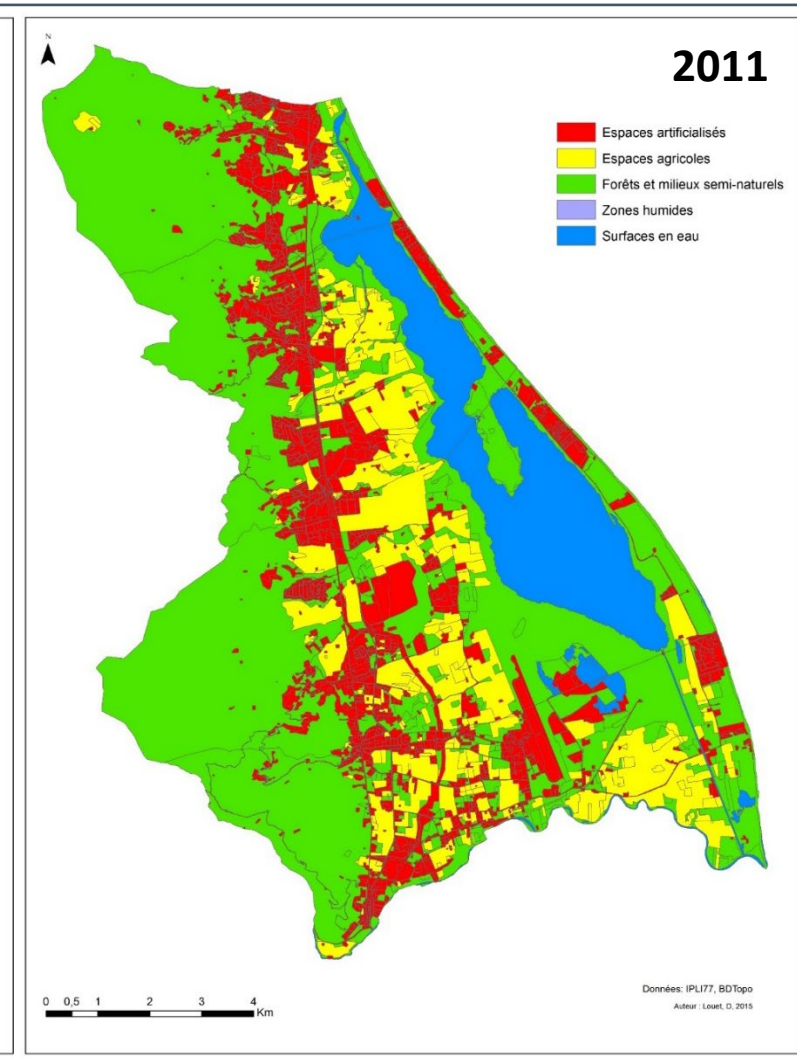 N
2011
Espaces artificialisés
Espaces agricoles
Forêts et milieux semi-naturels
Zones humides
Surfaces en eau
0 0,5 1 2 3 4
Km
Données: IPLI77, BDTopo
Auteur : Louet, D, 2015